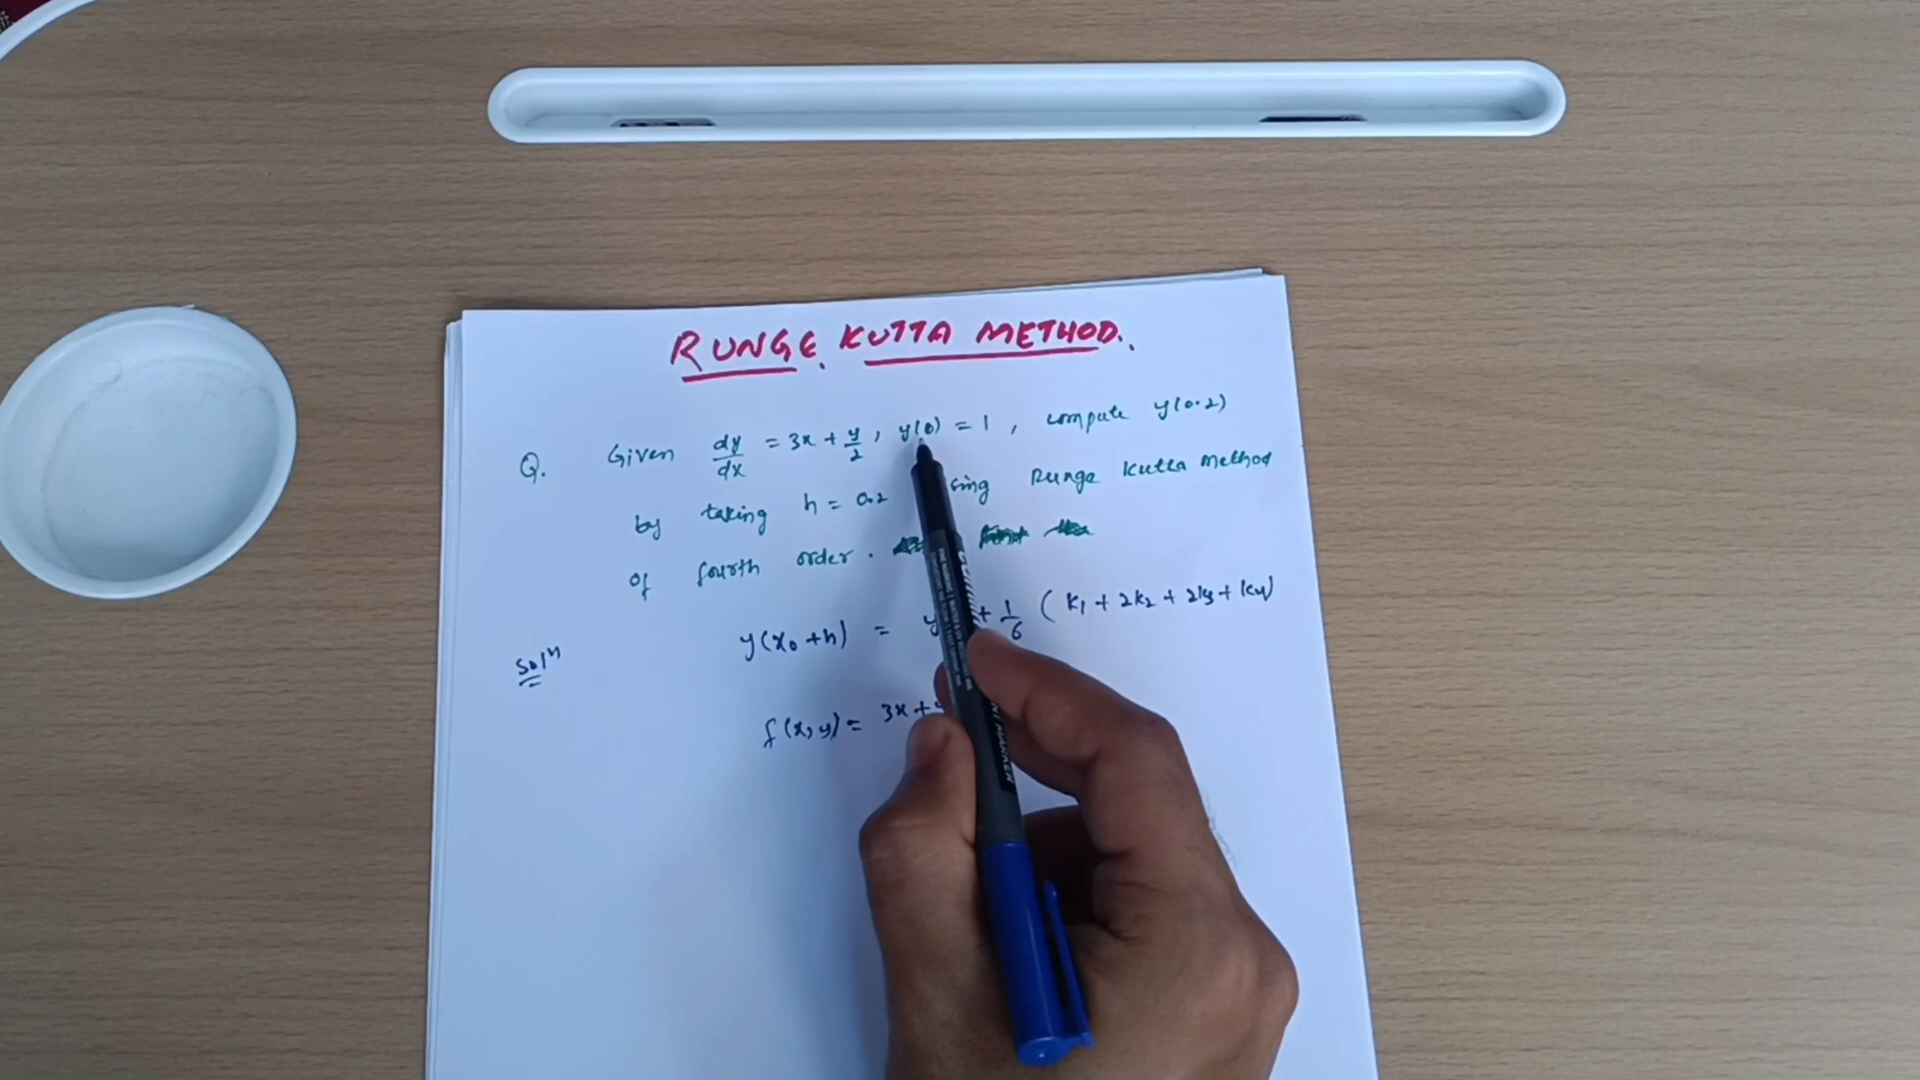 RUNGE KUTTA METHOD.
Q. Given dy/dx = 3x + y/2, y(0) = 1, compute y(0.2)
by taking h = 0.2 Runge Kutta Method
of fourth order.
Soln y(x0+h) = y + 1/6 (k1 + 2k2 + 2k3 + k4)
f(x,y) = 3x +